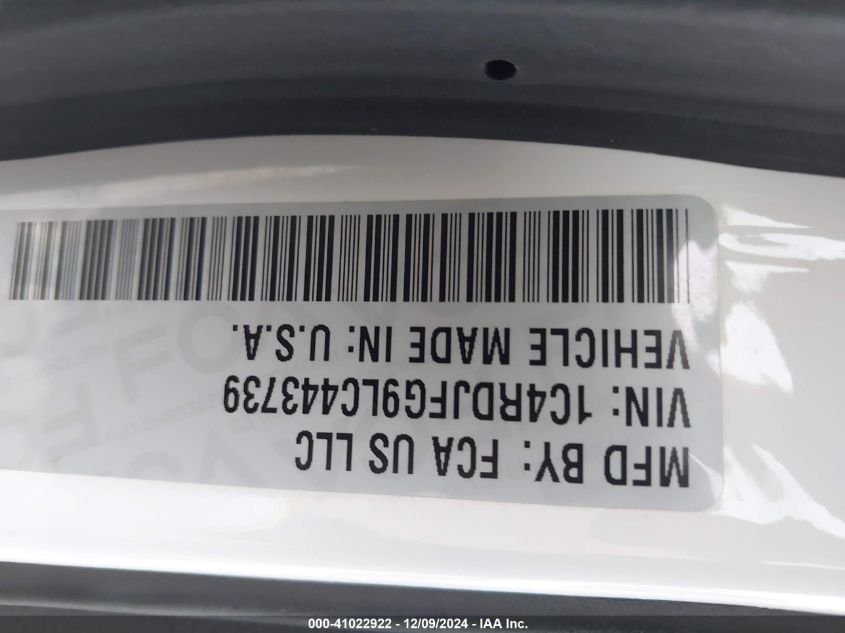 MFD BY: FCA US LLC
VIN: 1C4RDJFG9LC443739
VEHICLE MADE IN: U.S.A.
000-41022922 - 12/09/2024 - IAA Inc.